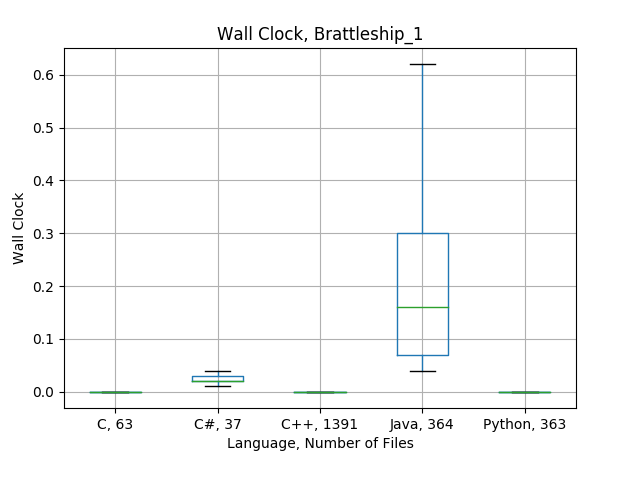 Wall Clock, Brattleship_1
0.6
0.5
0.4
0.3
0.2
0.1
0.0
Wall Clock
C, 63
C#, 37
C++, 1391
Java, 364
Python, 363
Language, Number of Files